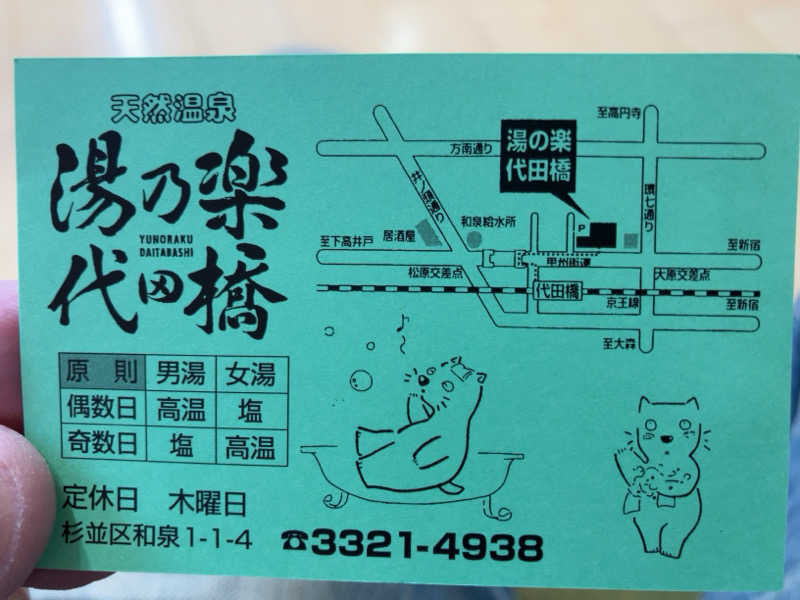 天然温泉
湯乃楽
YUNORAKU
DAITABASHI
代田橋
原則 男湯 女湯
偶数日 高温 塩
奇数日 塩 高温
定休日 木曜日
杉並区和泉1-1-4
☎3321-4938
至高円寺
方南通り
湯の楽
代田橋
井ノ頭通り
環七通り
和泉給水所
居酒屋
P
至下高井戸
至新宿
甲州街道
松原交差点
大原交差点
代田橋
京王線
至新宿
至大森